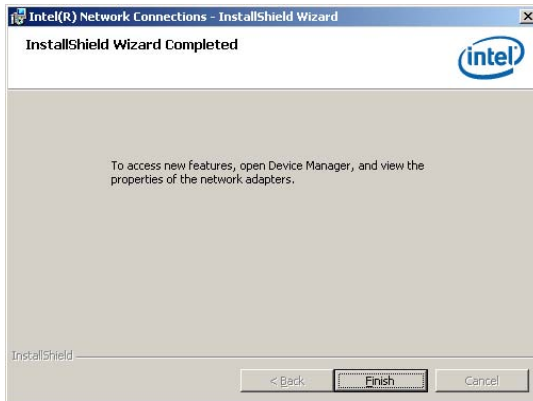 Intel(R) Network Connections - InstallShield Wizard
InstallShield Wizard Completed
intel
To access new features, open Device Manager, and view the
properties of the network adapters.
InstallShield
< Back
Finish
Cancel